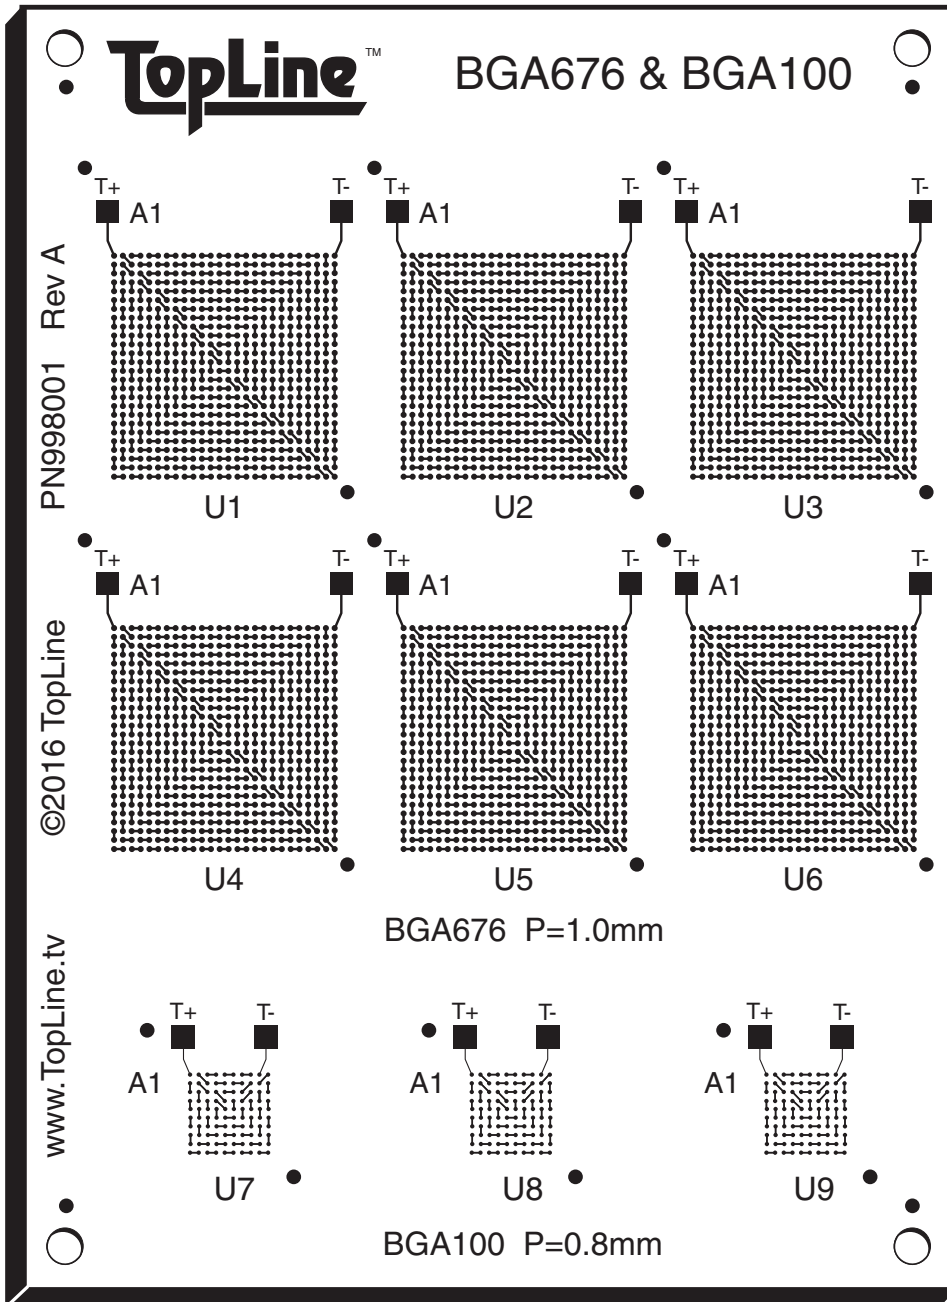 TopLine™
BGA676 & BGA100
T+ T- T+ T- T+ T-
A1 A1 A1
U1 U2 U3
T+ T- T+ T- T+ T-
A1 A1 A1
U4 U5 U6
BGA676 P=1.0mm
T+ T- T+ T- T+ T-
A1 A1 A1
U7 U8 U9
BGA100 P=0.8mm
PN998001 Rev A
©2016 TopLine
www.TopLine.tv